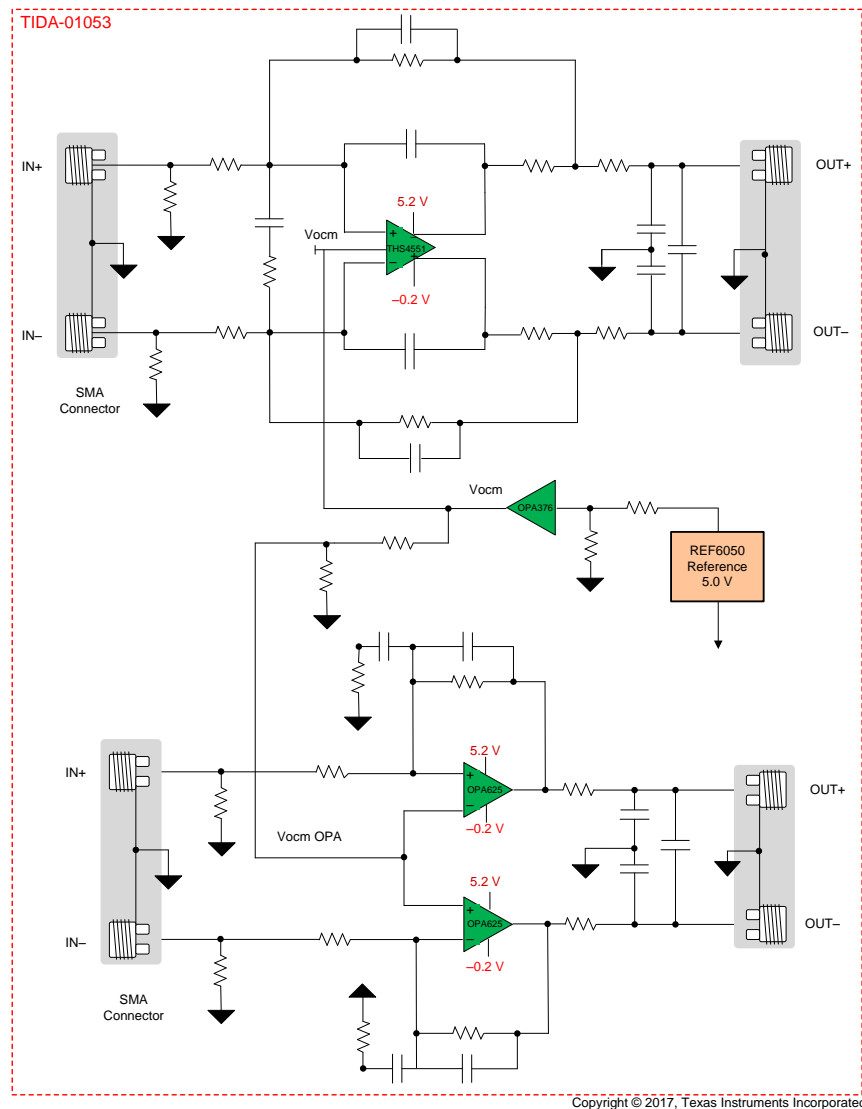 TIDA-01053
IN+
OUT+
5.2 V
Vocm
+
−
THS4551
−
+
–0.2 V
IN–
OUT–
SMA
Connector
Vocm
OPA376
REF6050
Reference
5.0 V
IN+
5.2 V
+
OPA625
−
–0.2 V
OUT+
Vocm OPA
5.2 V
+
OPA625
−
–0.2 V
OUT–
IN–
SMA
Connector
Copyright © 2017, Texas Instruments Incorporated